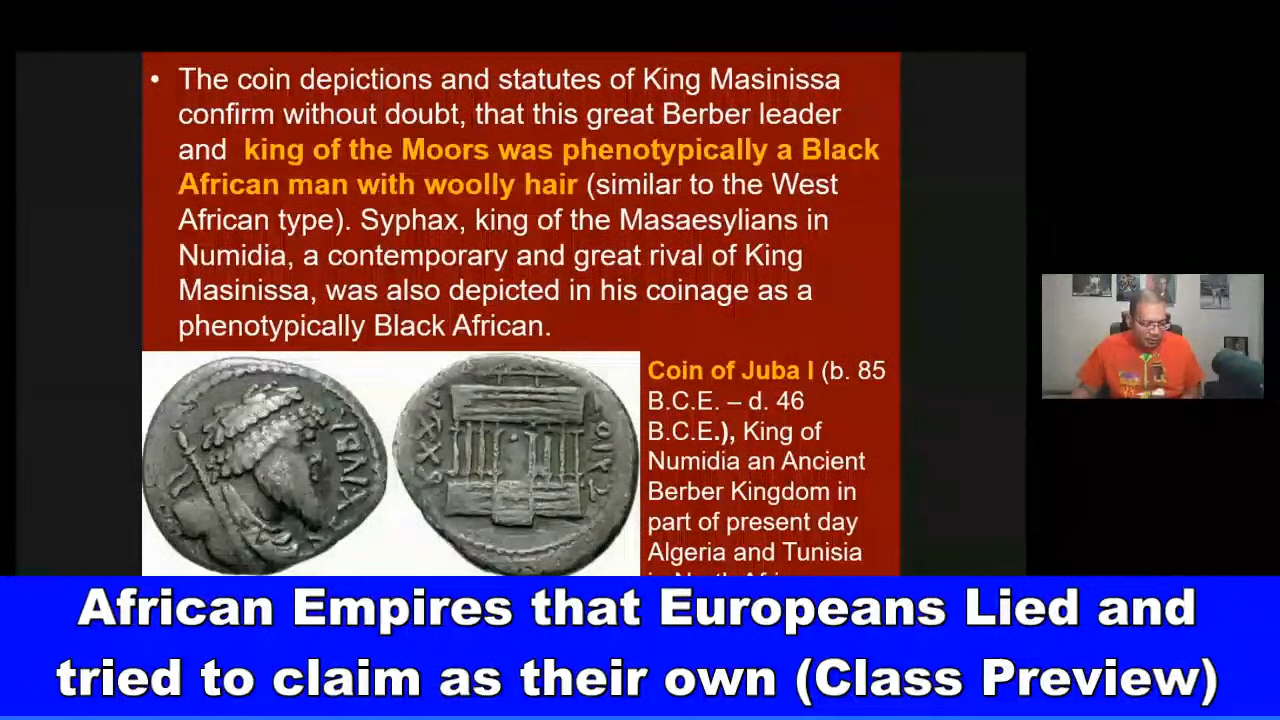 • The coin depictions and statutes of King Masinissa
confirm without doubt, that this great Berber leader
and king of the Moors was phenotypically a Black
African man with woolly hair (similar to the West
African type). Syphax, king of the Masaesylians in
Numidia, a contemporary and great rival of King
Masinissa, was also depicted in his coinage as a
phenotypically Black African.
Coin of Juba I (b. 85
B.C.E. – d. 46
B.C.E.), King of
Numidia an Ancient
Berber Kingdom in
part of present day
Algeria and Tunisia
African Empires that Europeans Lied and
tried to claim as their own (Class Preview)